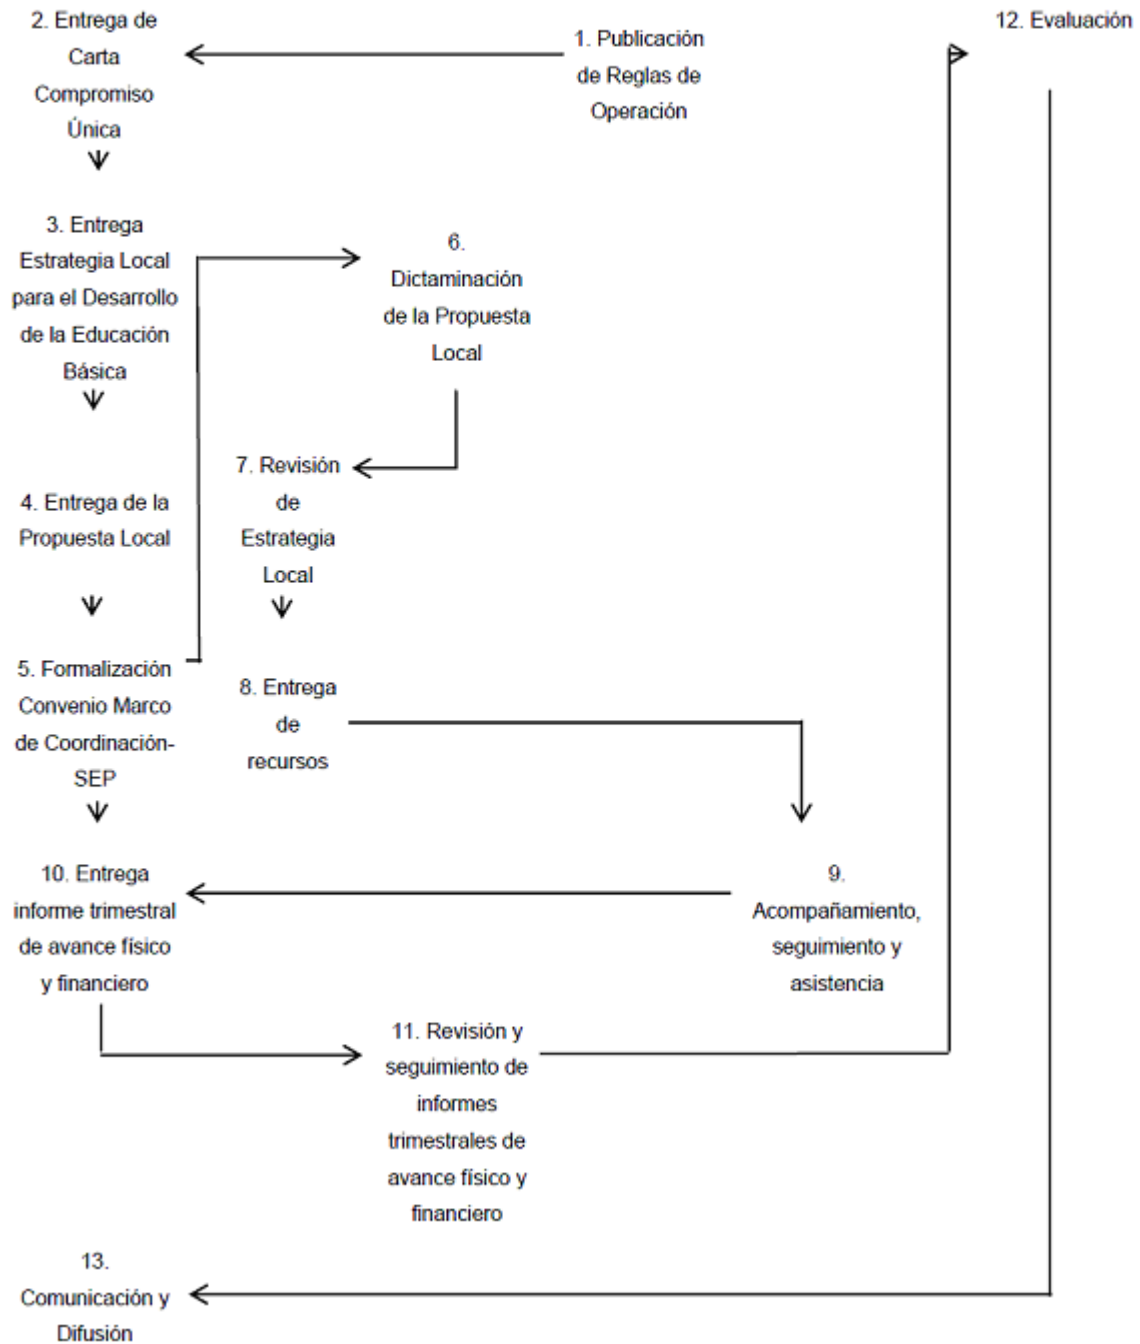 2. Entrega de
Carta
Compromiso
Única
1. Publicación
de Reglas de
Operación
12. Evaluación
3. Entrega
Estrategia Local
para el Desarrollo
de la Educación
Básica
6.
Dictaminación
de la Propuesta
Local
4. Entrega de la
Propuesta Local
7. Revisión
de
Estrategia
Local
5. Formalización
Convenio Marco
de Coordinación-
SEP
8. Entrega
de
recursos
10. Entrega
informe trimestral
de avance físico
y financiero
9.
Acompañamiento,
seguimiento y
asistencia
11. Revisión y
seguimiento de
informes
trimestrales de
avance físico y
financiero
13.
Comunicación y
Difusión